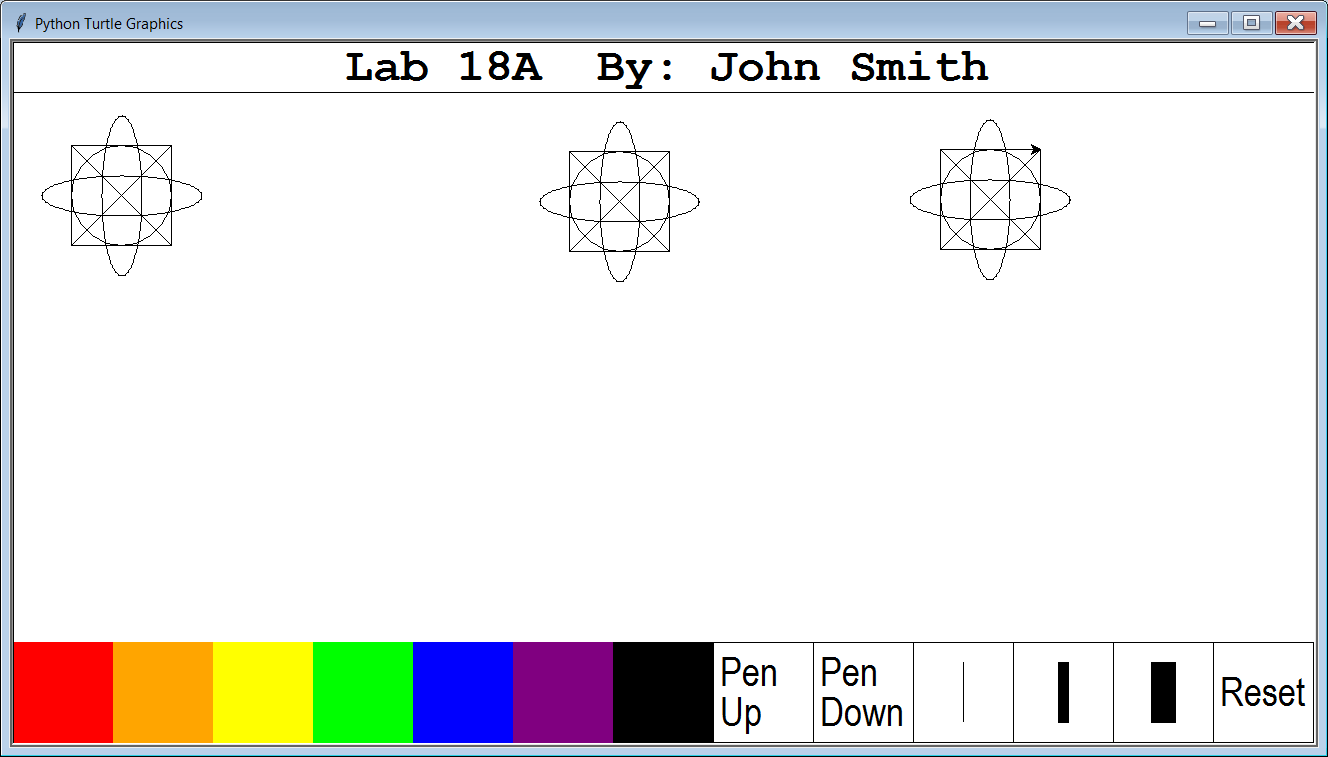 Python Turtle Graphics
Lab 18A  By: John Smith
Pen
Up
Pen
Down
Reset